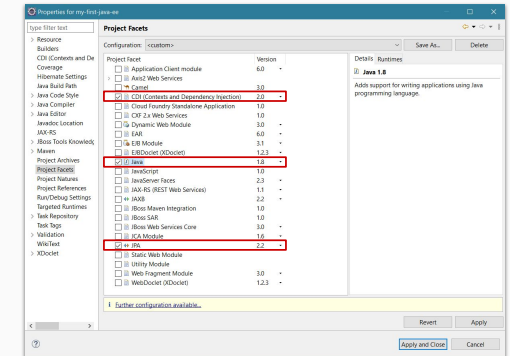 Properties for my-first-java-ee
type filter text
Resource
Builders
CDI (Contexts and De
Coverage
Hibernate Settings
Java Build Path
Java Code Style
Java Compiler
Java Editor
Javadoc Location
JAX-RS
JBoss Tools Knowledg
Maven
Project Archives
Project Facets
Project Natures
Project References
Run/Debug Settings
Targeted Runtimes
Task Repository
Task Tags
Validation
WikiText
XDoclet
Project Facets
Configuration: <custom>
Save As...
Delete
Project Facet Version
Application Client module 6.0
Axis2 Web Services
Camel 3.0
CDI (Contexts and Dependency Injection) 2.0
Cloud Foundry Standalone Application 1.0
CXF 2.x Web Services 1.0
Dynamic Web Module 3.0
EAR 6.0
EJB Module 3.1
EJBDoclet (XDoclet) 1.2.3
Java 1.8
JavaScript 1.0
JavaServer Faces 2.3
JAX-RS (REST Web Services) 1.1
JAXB 2.2
JBoss Maven Integration 1.0
JBoss SAR 1.0
JBoss Web Services Core 3.0
JCA Module 1.6
JPA 2.2
Static Web Module
Utility Module
Web Fragment Module 3.0
WebDoclet (XDoclet) 1.2.3
Details Runtimes
Java 1.8
Adds support for writing applications using Java
programming language.
Further configuration available...
Revert
Apply
Apply and Close
Cancel